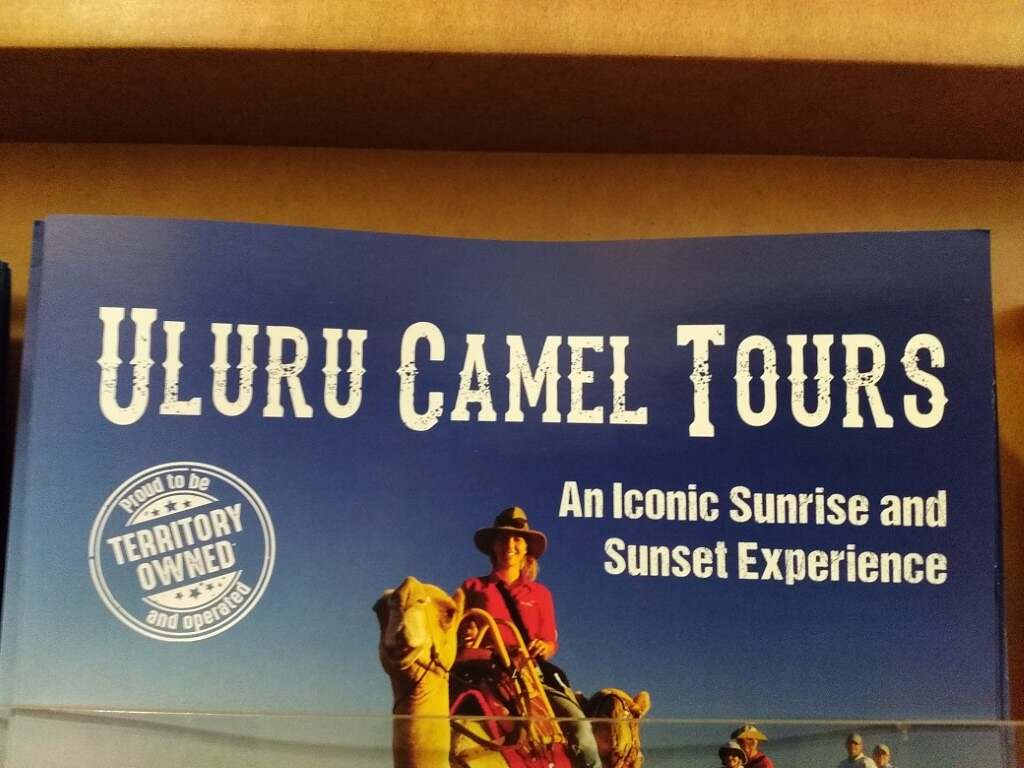 ULURU CAMEL TOURS
Proud to be
TERRITORY
OWNED
and operated
An Iconic Sunrise and
Sunset Experience